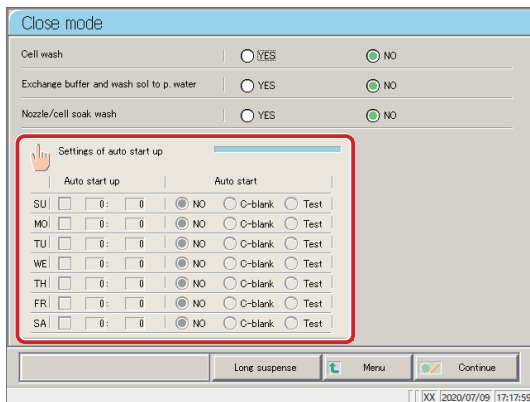 Close mode
Cell wash YES NO
Exchange buffer and wash sol to p. water YES NO
Nozzle/cell soak wash YES NO
Settings of auto start up
Auto start up Auto start
SU 0: 0 NO C-blank Test
MO 0: 0 NO C-blank Test
TU 0: 0 NO C-blank Test
WE 0: 0 NO C-blank Test
TH 0: 0 NO C-blank Test
FR 0: 0 NO C-blank Test
SA 0: 0 NO C-blank Test
Long suspense Menu Continue
XX 2020/07/09 17:17:53